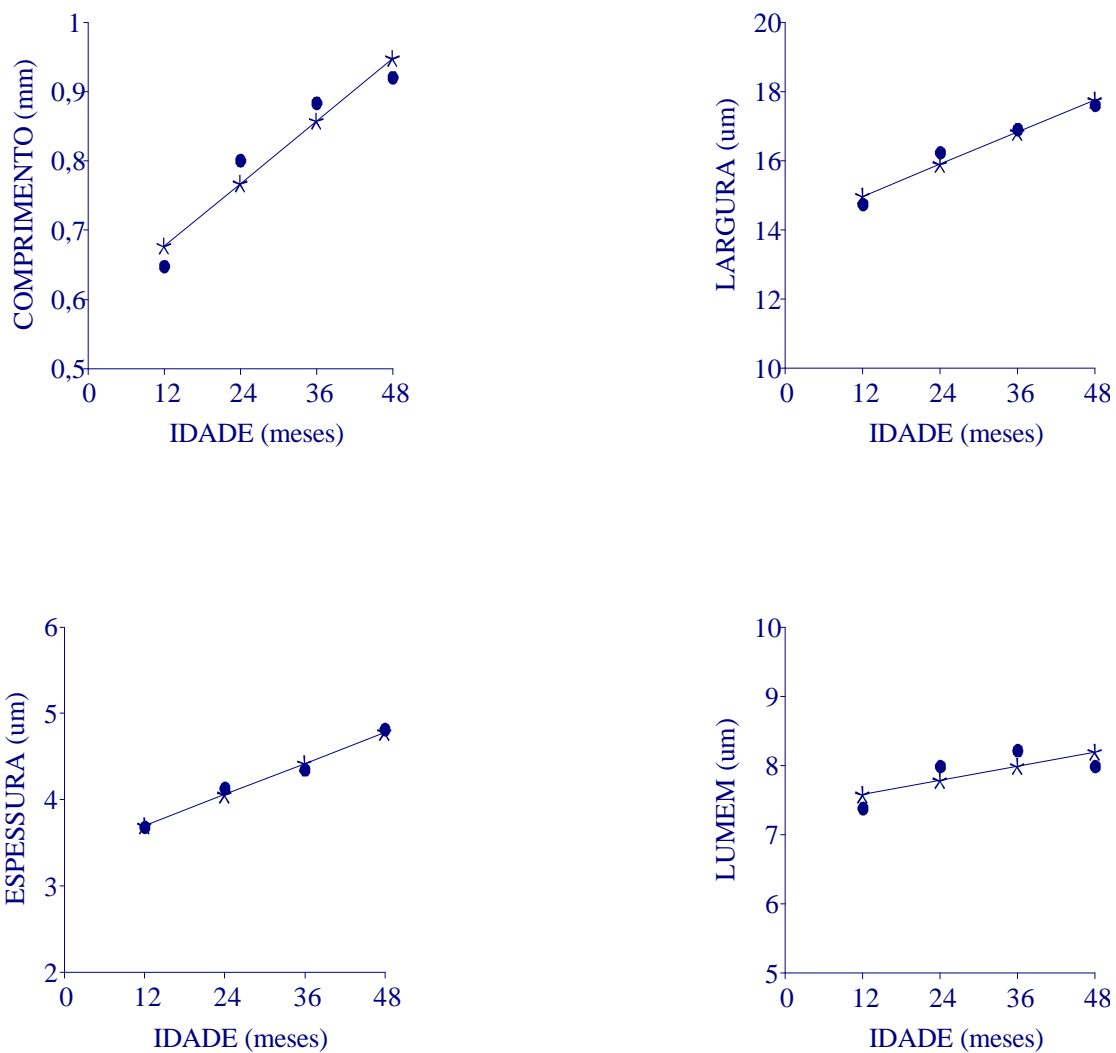 COMPRIMENTO (mm)
1
0,9
0,8
0,7
0,6
0,5
0 12 24 36 48
IDADE (meses)
LARGURA (um)
20
18
16
14
12
10
0 12 24 36 48
IDADE (meses)
ESPESSURA (um)
6
5
4
3
2
0 12 24 36 48
IDADE (meses)
LUMEM (um)
10
9
8
7
6
5
0 12 24 36 48
IDADE (meses)